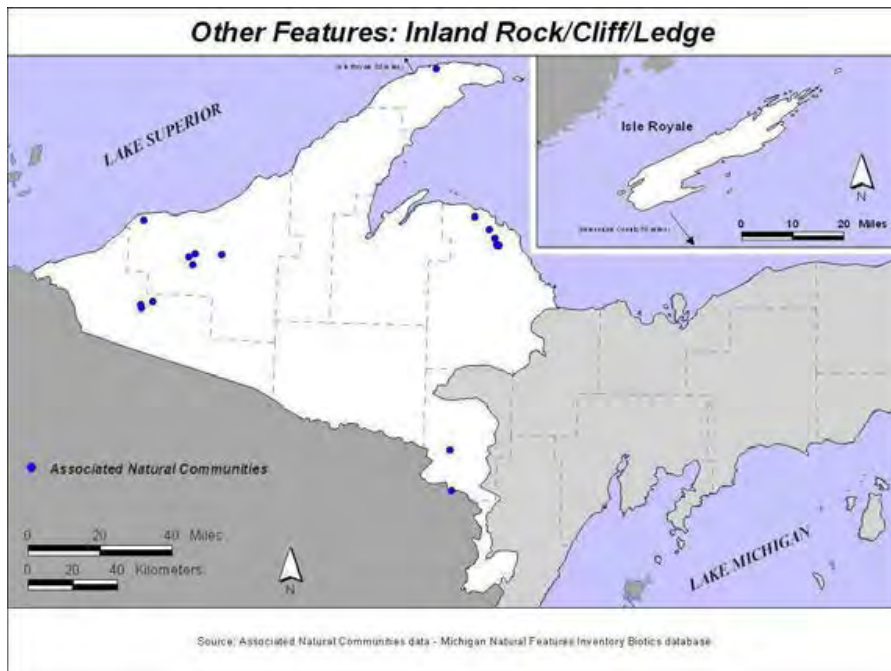 Other Features: Inland Rock/Cliff/Ledge
LAKE SUPERIOR
Isle Royale
N
0 10 20
Miles
Associated Natural Communities
0 20 40
Miles
0 20 40
Kilometers
N
LAKE MICHIGAN
Source: Associated Natural Communities data - Michigan Natural Features Inventory Biotics database